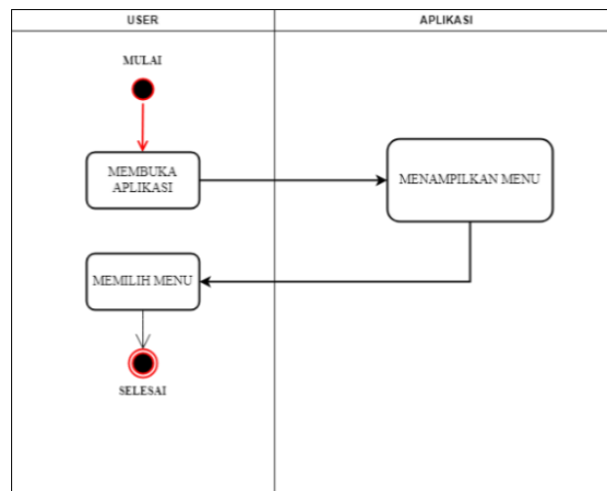 USER
APLIKASI
MULAI
MEMBUKA
APLIKASI
MENAMPILKAN MENU
MEMILIH MENU
SELESAI